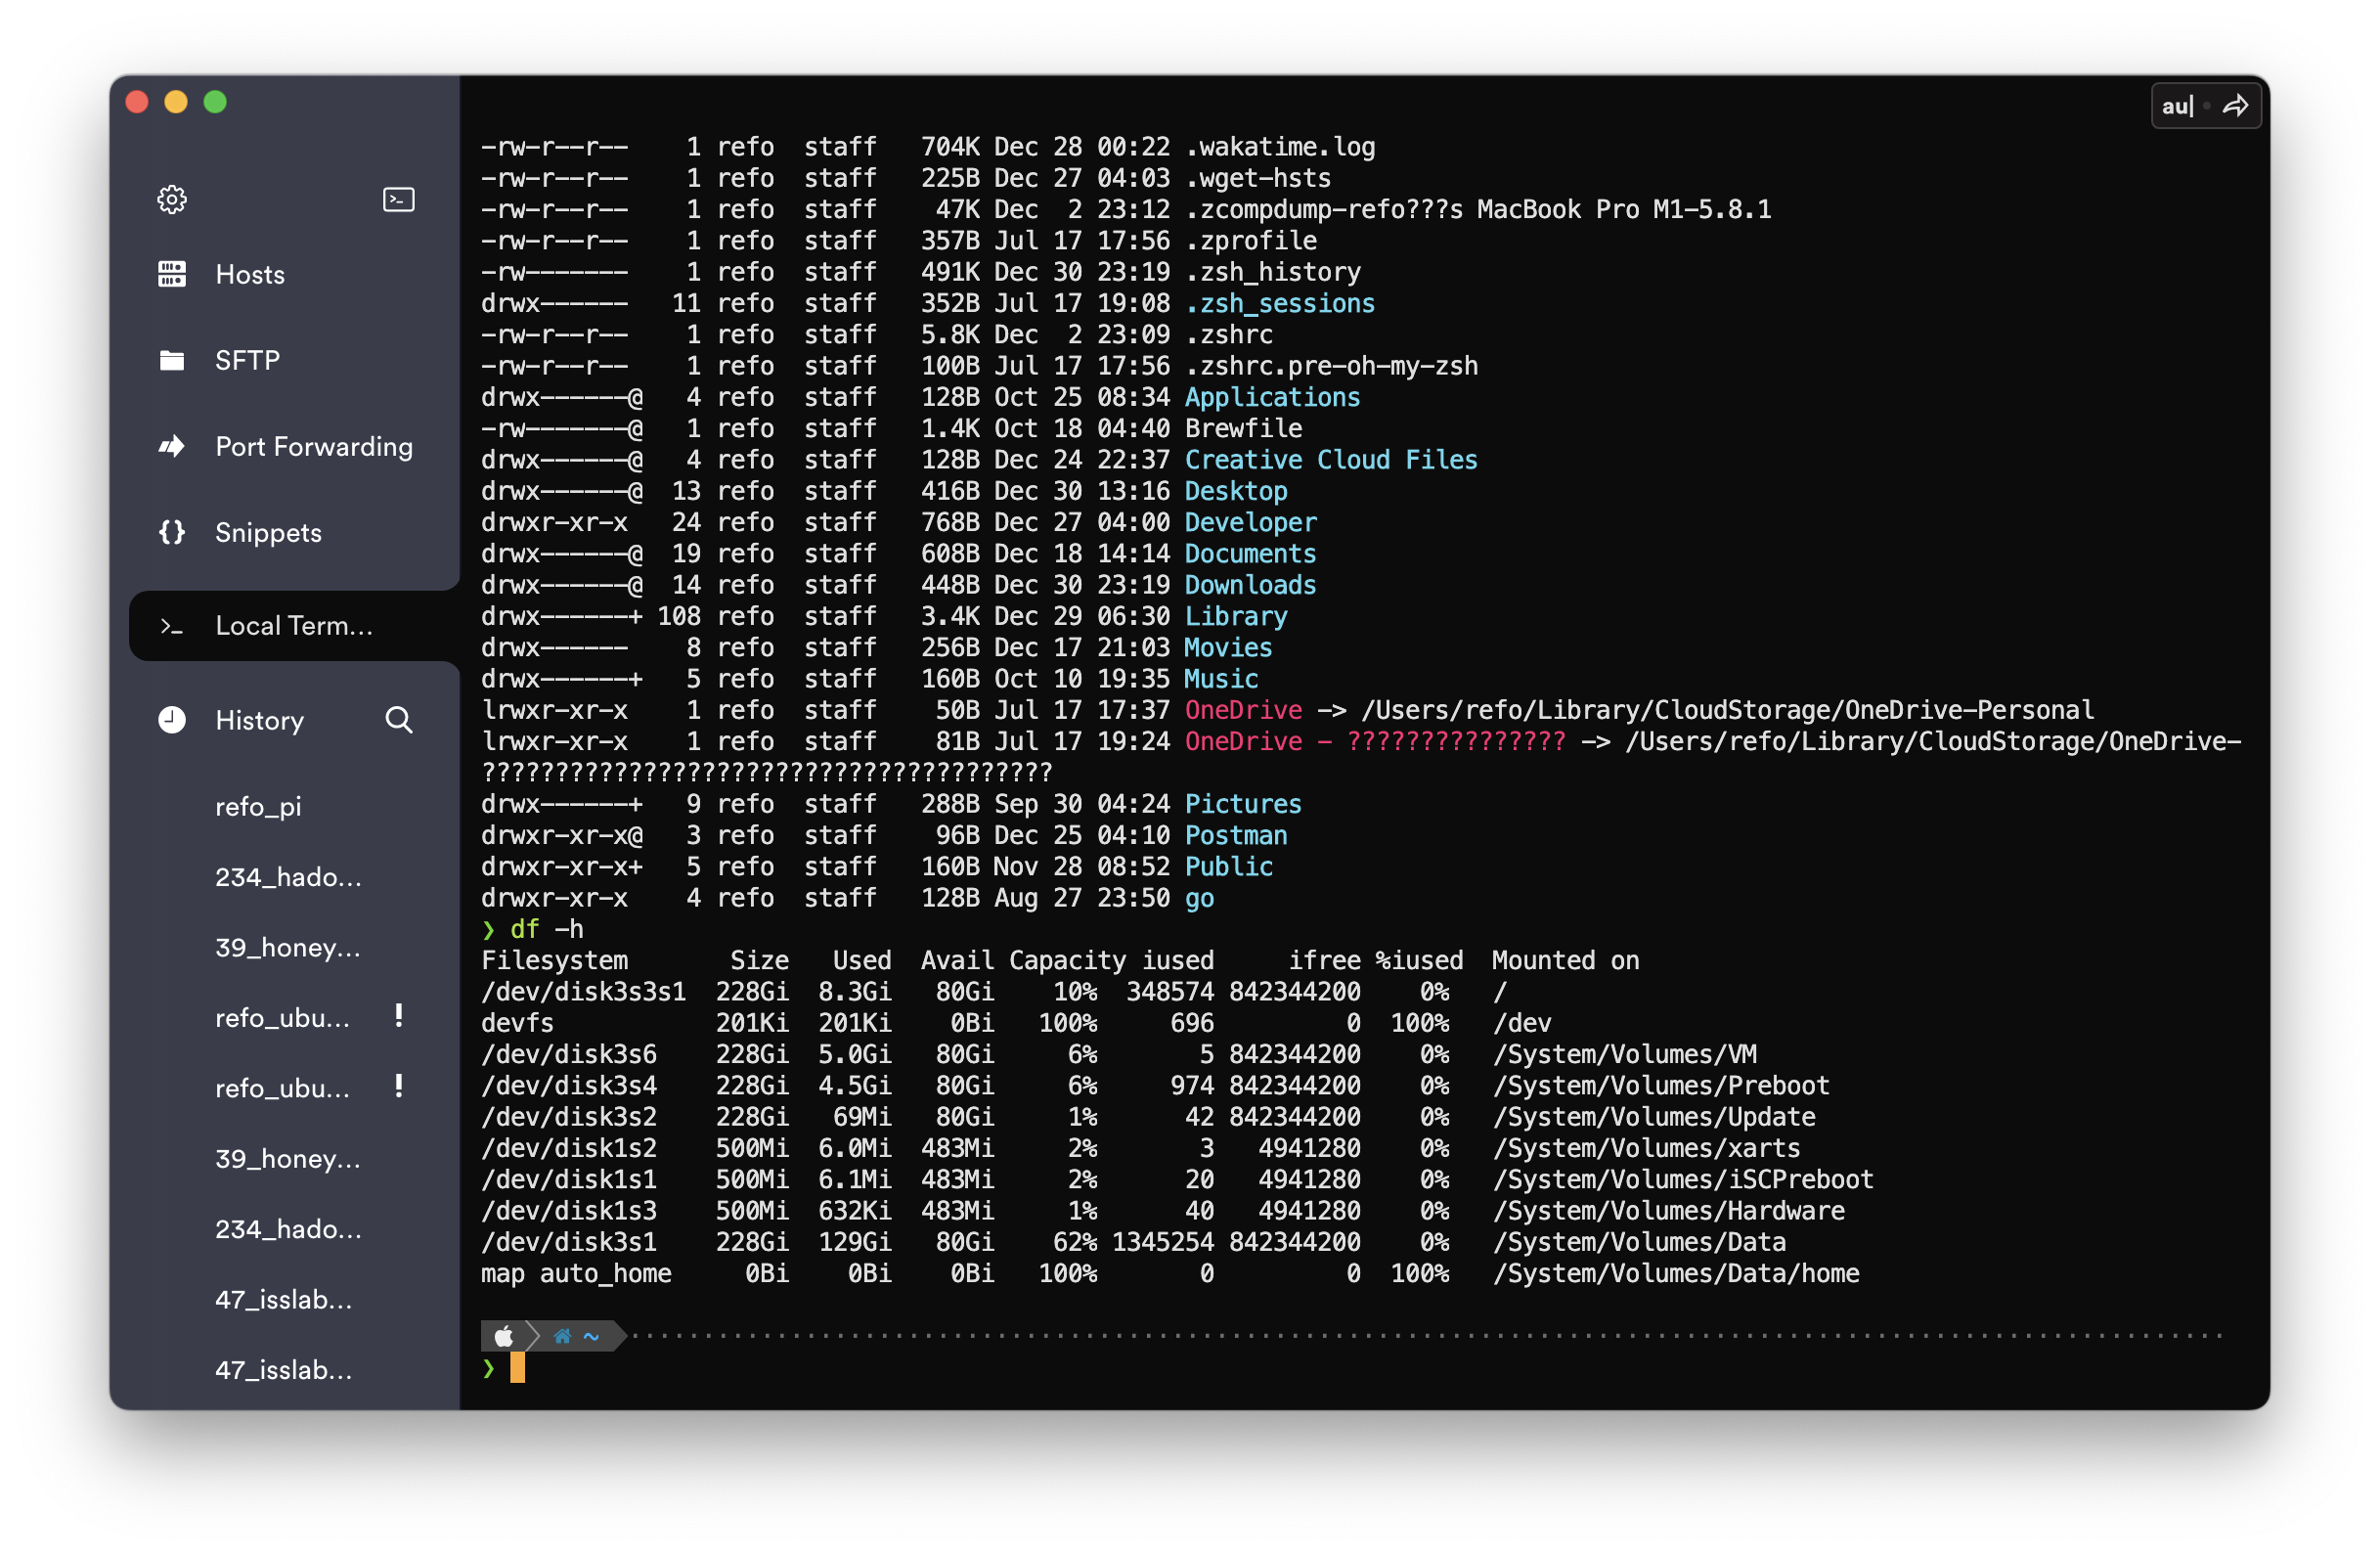 au|
Hosts
SFTP
Port Forwarding
{} Snippets
>_ Local Term...
History
refo_pi
234_hado...
39_honey...
refo_ubu... !
refo_ubu... !
39_honey...
234_hado...
47_isslab...
47_isslab...
-rw-r--r--    1 refo  staff   704K Dec 28 00:22 .wakatime.log
-rw-r--r--    1 refo  staff   225B Dec 27 04:03 .wget-hsts
-rw-r--r--    1 refo  staff    47K Dec  2 23:12 .zcompdump-refo???s MacBook Pro M1-5.8.1
-rw-r--r--    1 refo  staff   357B Jul 17 17:56 .zprofile
-rw-------    1 refo  staff   491K Dec 30 23:19 .zsh_history
drwx------   11 refo  staff   352B Jul 17 19:08 .zsh_sessions
-rw-r--r--    1 refo  staff   5.8K Dec  2 23:09 .zshrc
-rw-r--r--    1 refo  staff   100B Jul 17 17:56 .zshrc.pre-oh-my-zsh
drwx------@   4 refo  staff   128B Oct 25 08:34 Applications
-rw-------@   1 refo  staff   1.4K Oct 18 04:40 Brewfile
drwx------@   4 refo  staff   128B Dec 24 22:37 Creative Cloud Files
drwx------@  13 refo  staff   416B Dec 30 13:16 Desktop
drwxr-xr-x   24 refo  staff   768B Dec 27 04:00 Developer
drwx------@  19 refo  staff   608B Dec 18 14:14 Documents
drwx------@  14 refo  staff   448B Dec 30 23:19 Downloads
drwx------+ 108 refo  staff   3.4K Dec 29 06:30 Library
drwx------    8 refo  staff   256B Dec 17 21:03 Movies
drwx------+   5 refo  staff   160B Oct 10 19:35 Music
lrwxr-xr-x    1 refo  staff    50B Jul 17 17:37 OneDrive -> /Users/refo/Library/CloudStorage/OneDrive-Personal
lrwxr-xr-x    1 refo  staff    81B Jul 17 19:24 OneDrive - ??????????????? -> /Users/refo/Library/CloudStorage/OneDrive-
???????????????????????????????????????
drwx------+   9 refo  staff   288B Sep 30 04:24 Pictures
drwxr-xr-x@   3 refo  staff    96B Dec 25 04:10 Postman
drwxr-xr-x+   5 refo  staff   160B Nov 28 08:52 Public
drwxr-xr-x    4 refo  staff   128B Aug 27 23:50 go
❯ df -h
Filesystem       Size   Used  Avail Capacity iused     ifree %iused  Mounted on
/dev/disk3s3s1  228Gi  8.3Gi   80Gi    10%  348574 842344200    0%   /
devfs           201Ki  201Ki    0Bi   100%     696         0  100%   /dev
/dev/disk3s6    228Gi  5.0Gi   80Gi     6%       5 842344200    0%   /System/Volumes/VM
/dev/disk3s4    228Gi  4.5Gi   80Gi     6%     974 842344200    0%   /System/Volumes/Preboot
/dev/disk3s2    228Gi   69Mi   80Gi     1%      42 842344200    0%   /System/Volumes/Update
/dev/disk1s2    500Mi  6.0Mi  483Mi     2%       3   4941280    0%   /System/Volumes/xarts
/dev/disk1s1    500Mi  6.1Mi  483Mi     2%      20   4941280    0%   /System/Volumes/iSCPreboot
/dev/disk1s3    500Mi  632Ki  483Mi     1%      40   4941280    0%   /System/Volumes/Hardware
/dev/disk3s1    228Gi  129Gi   80Gi    62% 1345254 842344200    0%   /System/Volumes/Data
map auto_home     0Bi    0Bi    0Bi   100%       0         0  100%   /System/Volumes/Data/home
~
❯